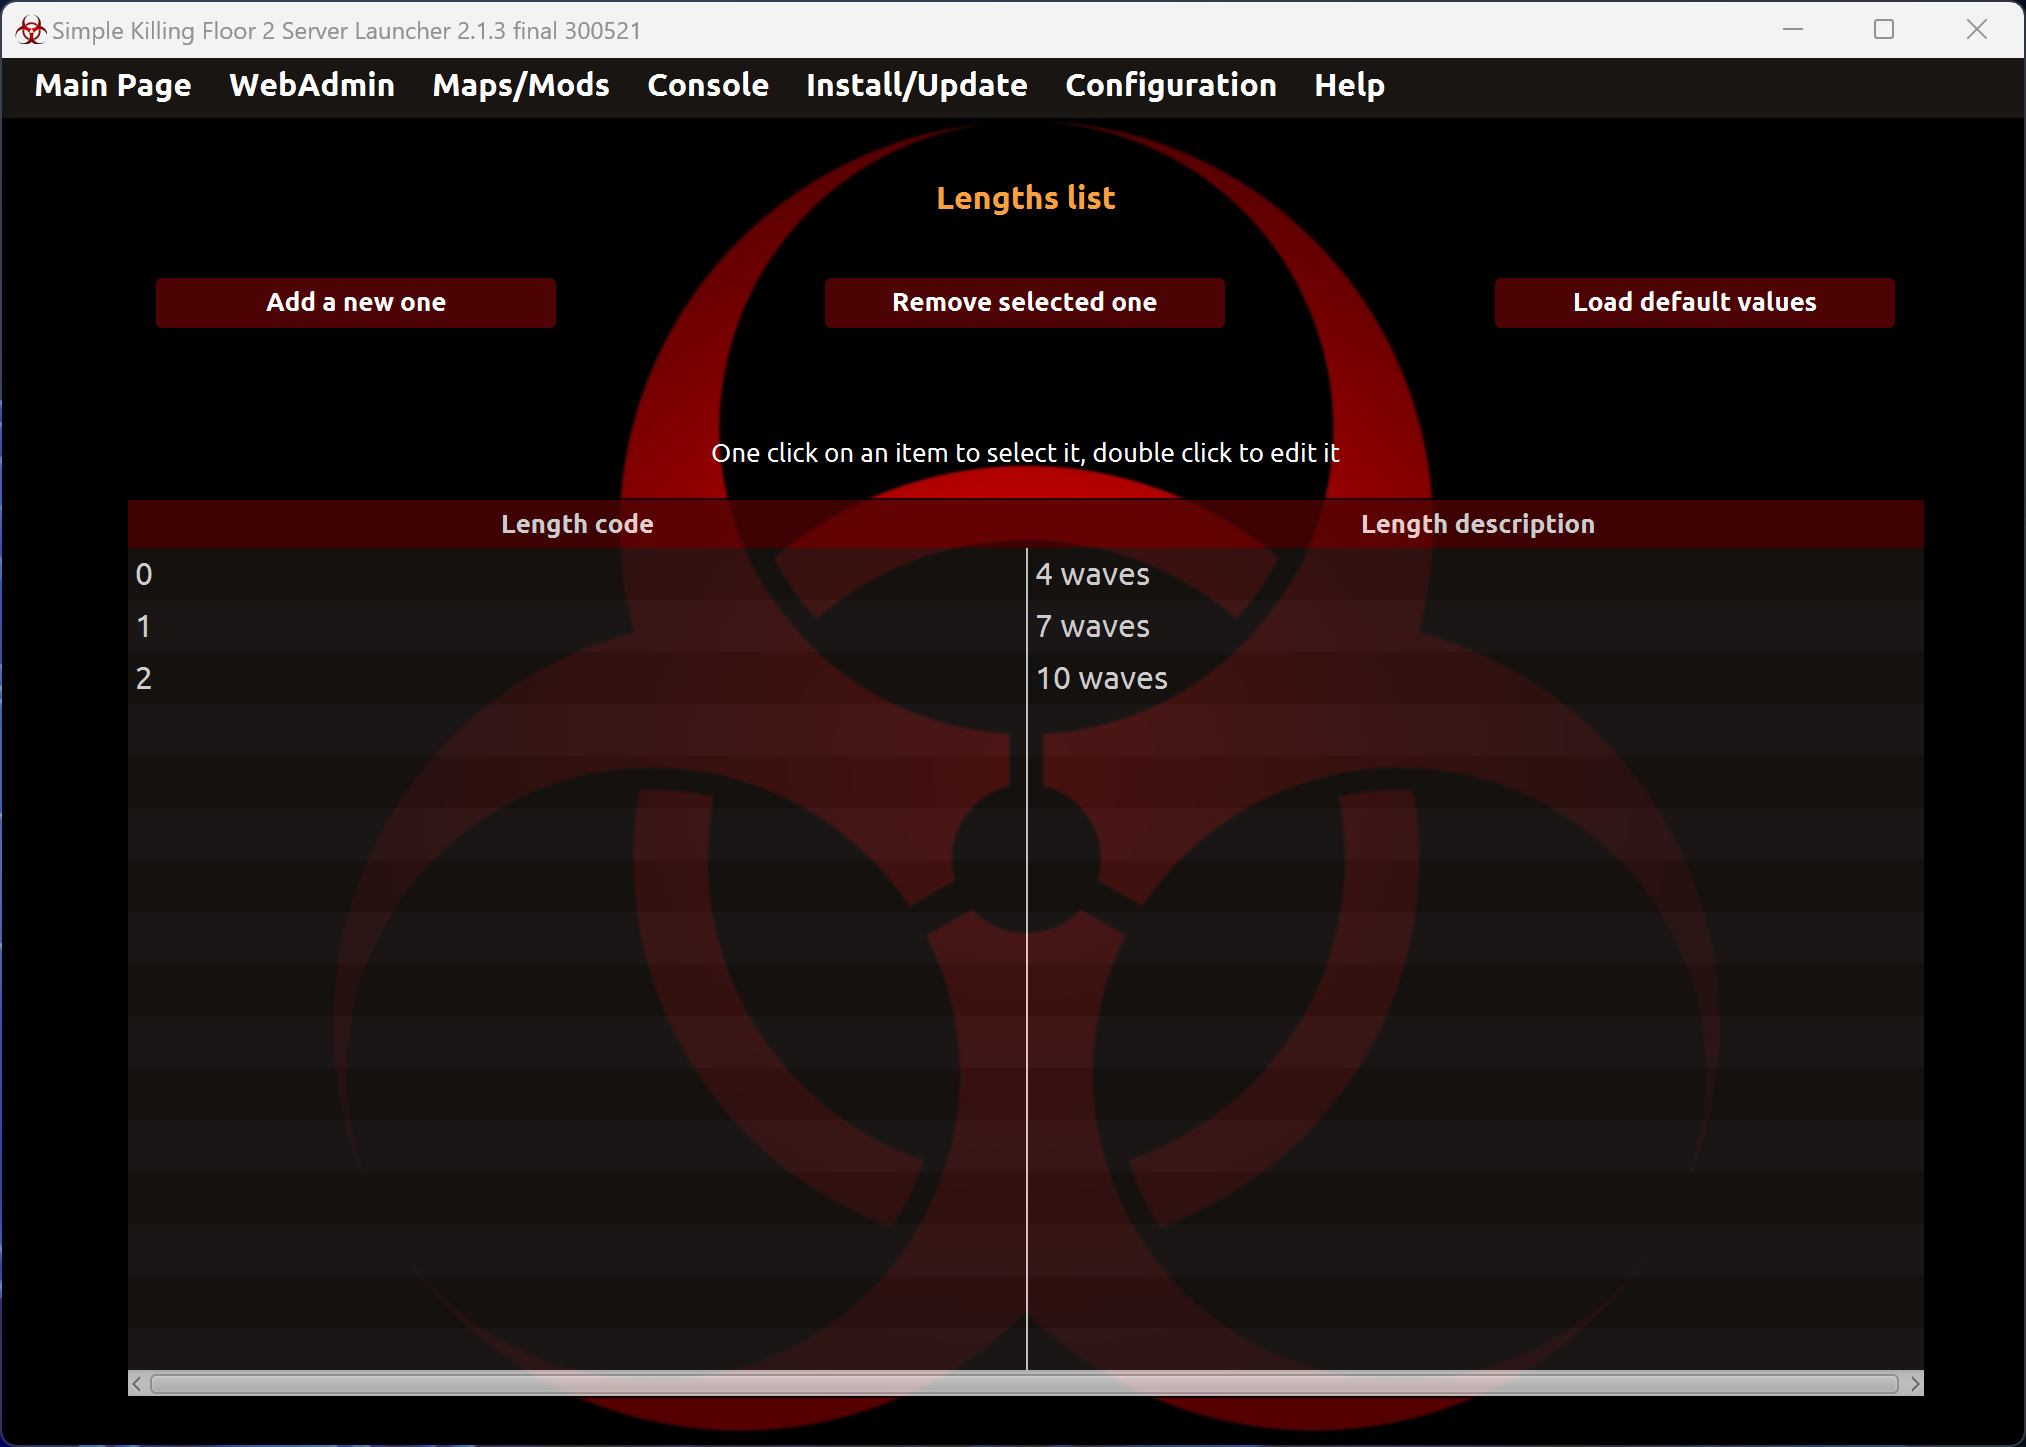 Simple Killing Floor 2 Server Launcher 2.1.3 final 300521
Main Page WebAdmin Maps/Mods Console Install/Update Configuration Help
Lengths list
Add a new one Remove selected one Load default values
One click on an item to select it, double click to edit it
Length code Length description
0 4 waves
1 7 waves
2 10 waves